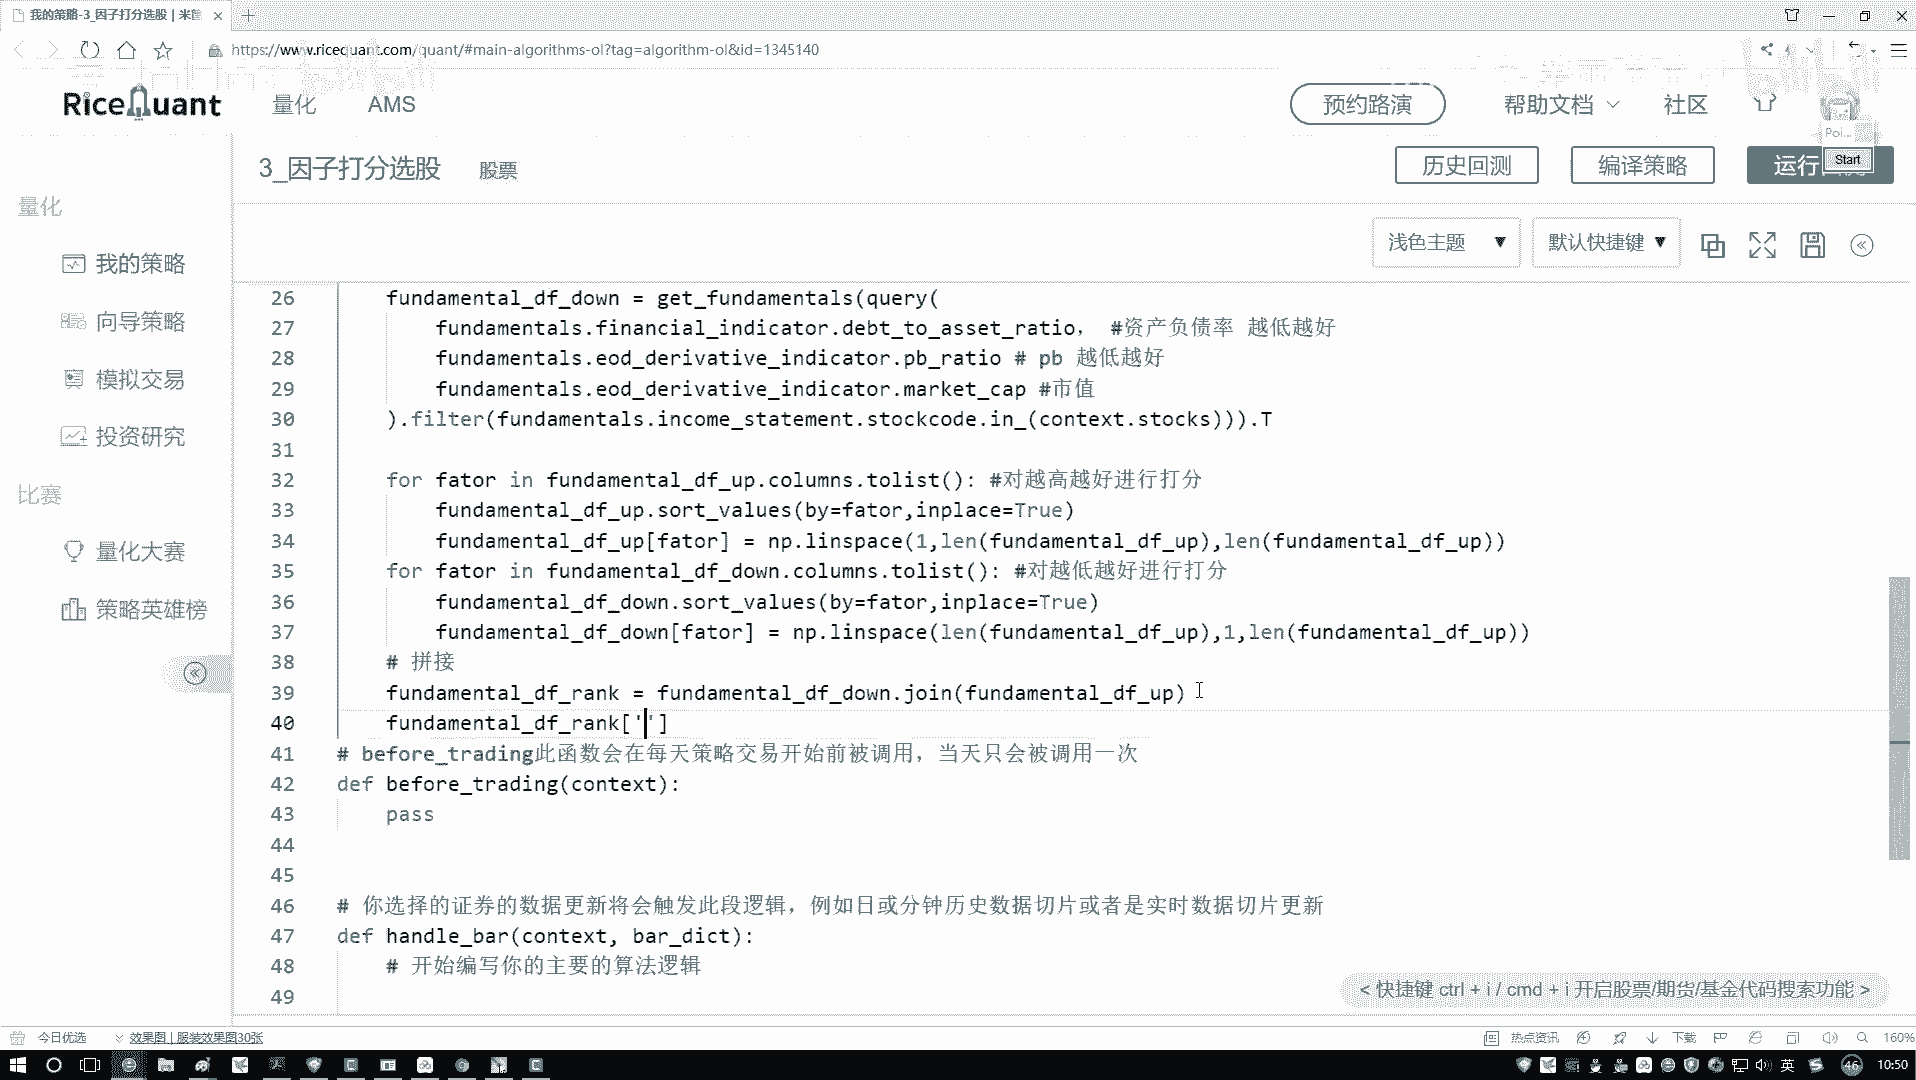 我的策略-3_因子打分选股 | 米筐
https://www.ricequant.com/quant/#main-algorithms-ol?tag=algorithm-ol&id=1345140
RiceQuant
量化
AMS
预约路演
帮助文档
社区
Poi...
Start
3_因子打分选股
股票
历史回测
编译策略
运行
量化
我的策略
向导策略
模拟交易
投资研究
比赛
量化大赛
策略英雄榜
浅色主题
默认快捷键
26 fundamental_df_down = get_fundamentals(query(
27 fundamentals.financial_indicator.debt_to_asset_ratio， #资产负债率 越低越好
28 fundamentals.eod_derivative_indicator.pb_ratio # pb 越低越好
29 fundamentals.eod_derivative_indicator.market_cap #市值
30 ).filter(fundamentals.income_statement.stockcode.in_(context.stocks))).T
31
32 for fator in fundamental_df_up.columns.tolist(): #对越高越好进行打分
33 fundamental_df_up.sort_values(by=fator,inplace=True)
34 fundamental_df_up[fator] = np.linspace(1,len(fundamental_df_up),len(fundamental_df_up))
35 for fator in fundamental_df_down.columns.tolist(): #对越低越好进行打分
36 fundamental_df_down.sort_values(by=fator,inplace=True)
37 fundamental_df_down[fator] = np.linspace(len(fundamental_df_up),1,len(fundamental_df_up))
38 # 拼接
39 fundamental_df_rank = fundamental_df_down.join(fundamental_df_up)
40 fundamental_df_rank['']
41 # before_trading此函数会在每天策略交易开始前被调用，当天只会被调用一次
42 def before_trading(context):
43 pass
44
45
46 # 你选择的证券的数据更新将会触发此段逻辑，例如日或分钟历史数据切片或者是实时数据切片更新
47 def handle_bar(context, bar_dict):
48 # 开始编写你的主要的算法逻辑
49
< 快捷键 ctrl + i / cmd + i 开启股票/期货/基金代码搜索功能 >
今日优选
效果图 | 服装效果图30张
热点资讯
下载
160%
英
46
10:50